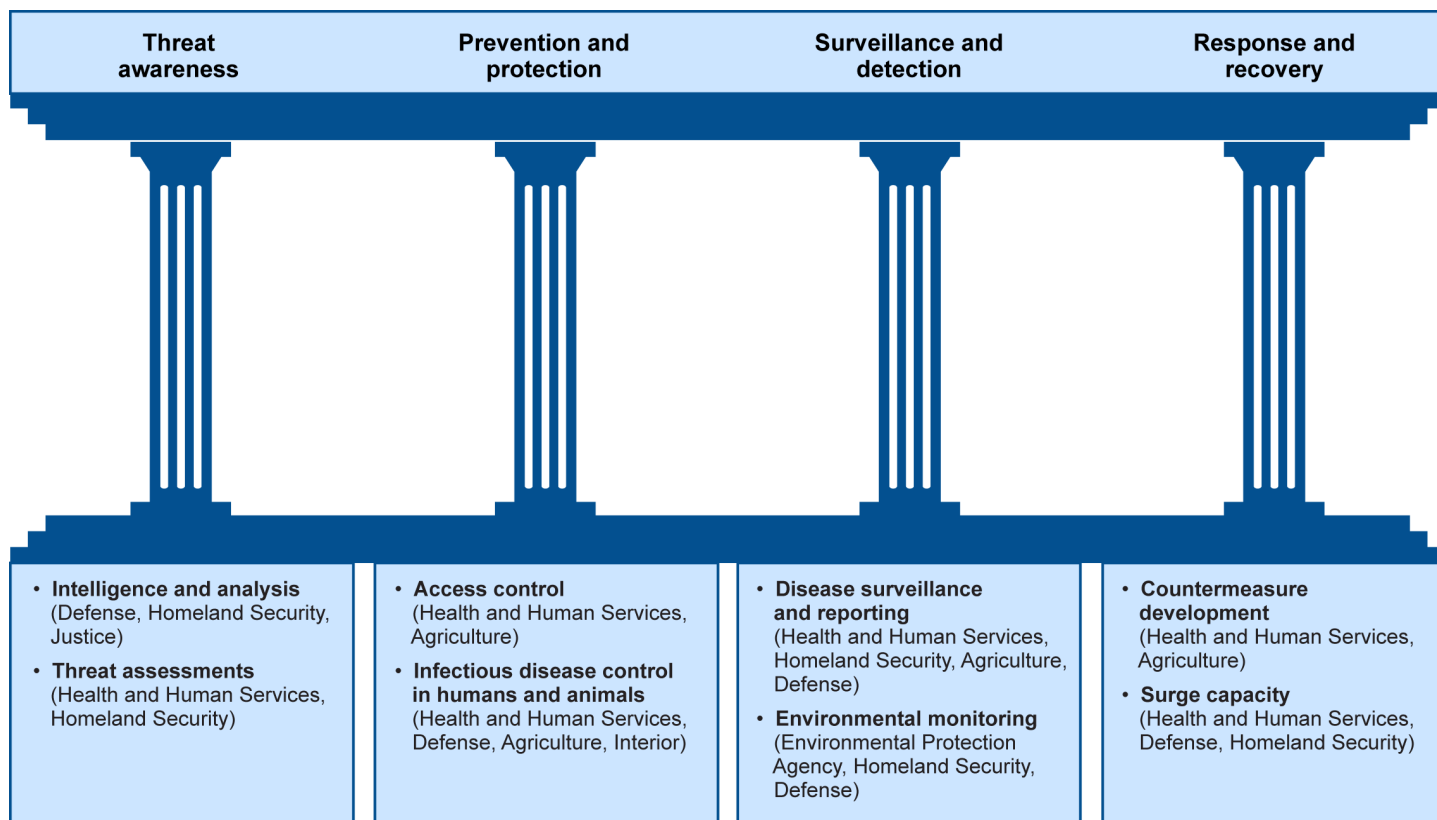 Threat
awareness
Prevention and
protection
Surveillance and
detection
Response and
recovery
• Intelligence and analysis
(Defense, Homeland Security,
Justice)
• Threat assessments
(Health and Human Services,
Homeland Security)
• Access control
(Health and Human Services,
Agriculture)
• Infectious disease control
in humans and animals
(Health and Human Services,
Defense, Agriculture, Interior)
• Disease surveillance
and reporting
(Health and Human Services,
Homeland Security, Agriculture,
Defense)
• Environmental monitoring
(Environmental Protection
Agency, Homeland Security,
Defense)
• Countermeasure
development
(Health and Human Services,
Agriculture)
• Surge capacity
(Health and Human Services,
Defense, Homeland Security)